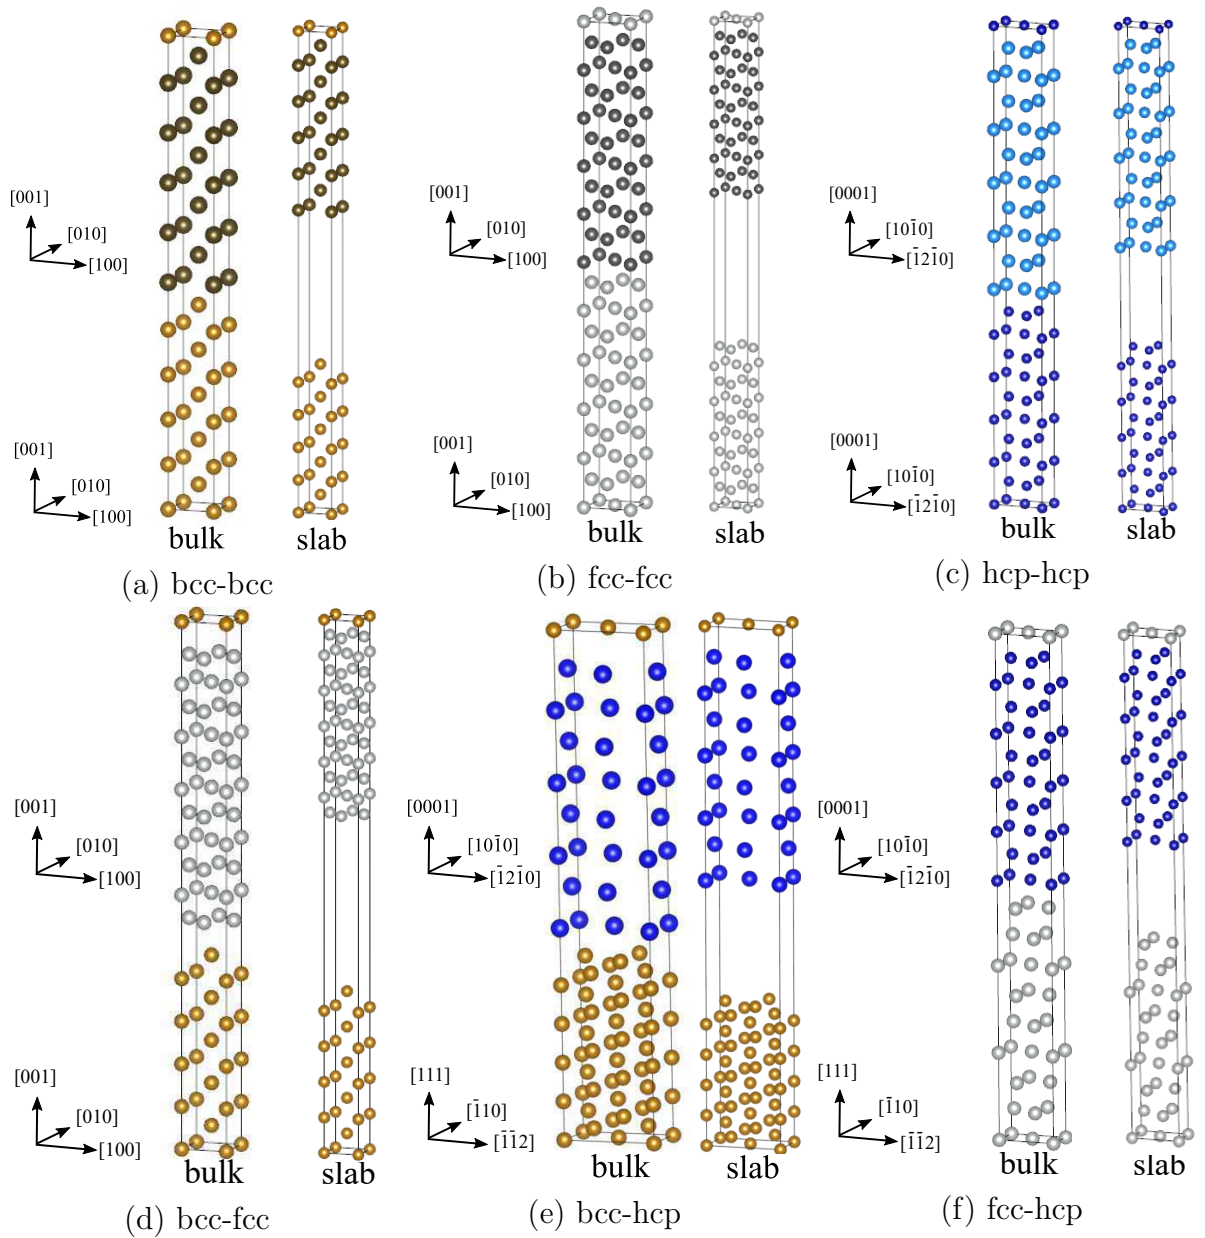 [001]
[010]
[100]
[001]
[010]
[100]
bulk
slab
(a) bcc-bcc
[001]
[010]
[100]
[001]
[010]
[100]
bulk
slab
(b) fcc-fcc
[0001]
[101̄0]
[1̄21̄0]
[0001]
[101̄0]
[1̄21̄0]
bulk
slab
(c) hcp-hcp
[001]
[010]
[100]
[001]
[010]
[100]
bulk
slab
(d) bcc-fcc
[0001]
[101̄0]
[1̄21̄0]
[111]
[1̄10]
[1̄1̄2]
bulk
slab
(e) bcc-hcp
[0001]
[101̄0]
[1̄21̄0]
[111]
[1̄10]
[1̄1̄2]
bulk
slab
(f) fcc-hcp